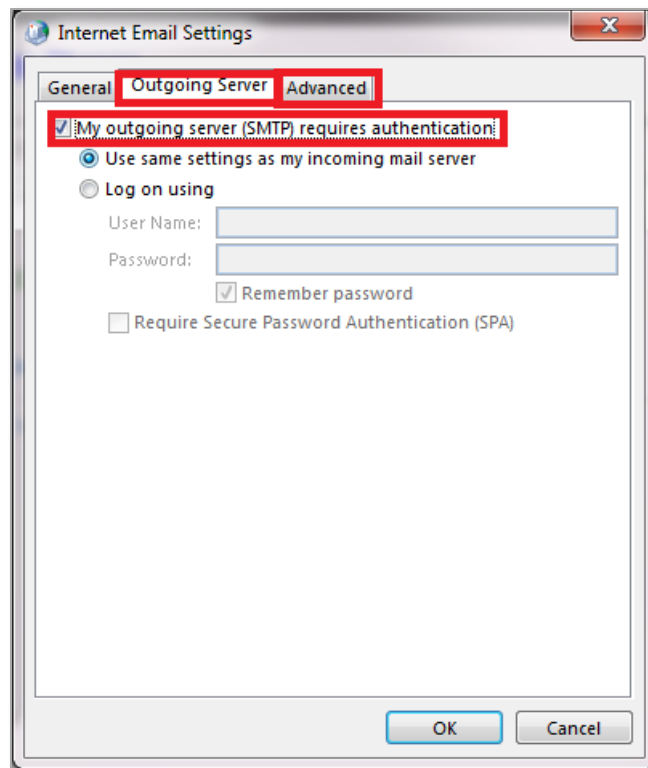 Internet Email Settings
General Outgoing Server Advanced
My outgoing server (SMTP) requires authentication
Use same settings as my incoming mail server
Log on using
User Name:
Password:
Remember password
Require Secure Password Authentication (SPA)
OK Cancel